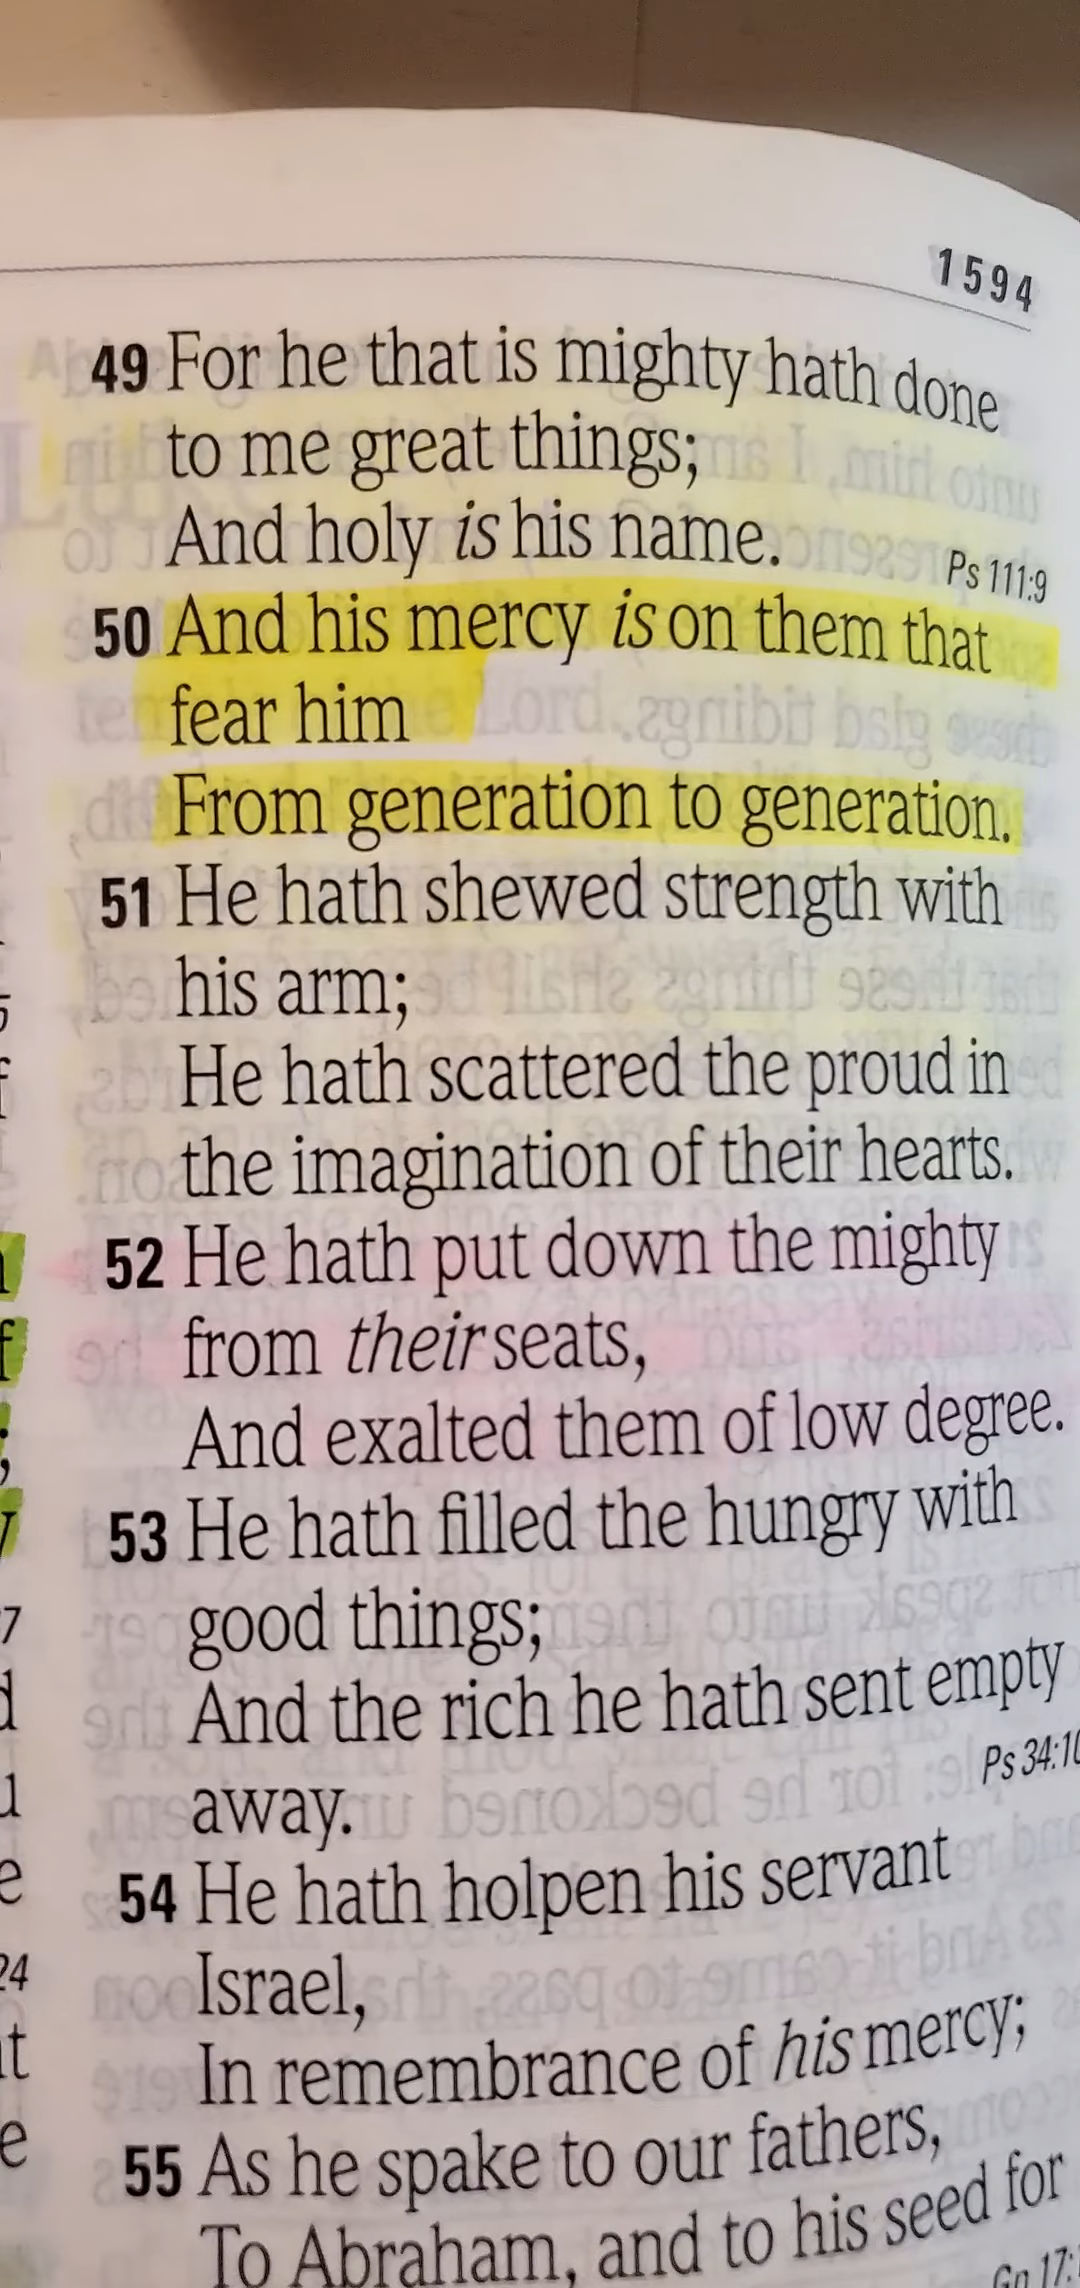 1594
49 For he that is mighty hath done
to me great things;
And holy is his name.
Ps 111:9
50 And his mercy is on them that
fear him
From generation to generation.
51 He hath shewed strength with
his arm;
He hath scattered the proud in
the imagination of their hearts.
52 He hath put down the mighty
from their seats,
And exalted them of low degree.
53 He hath filled the hungry with
good things;
And the rich he hath sent empty
away.
Ps 34:10
54 He hath holpen his servant
Israel,
In remembrance of his mercy;
55 As he spake to our fathers,
To Abraham, and to his seed for
Gn 17: